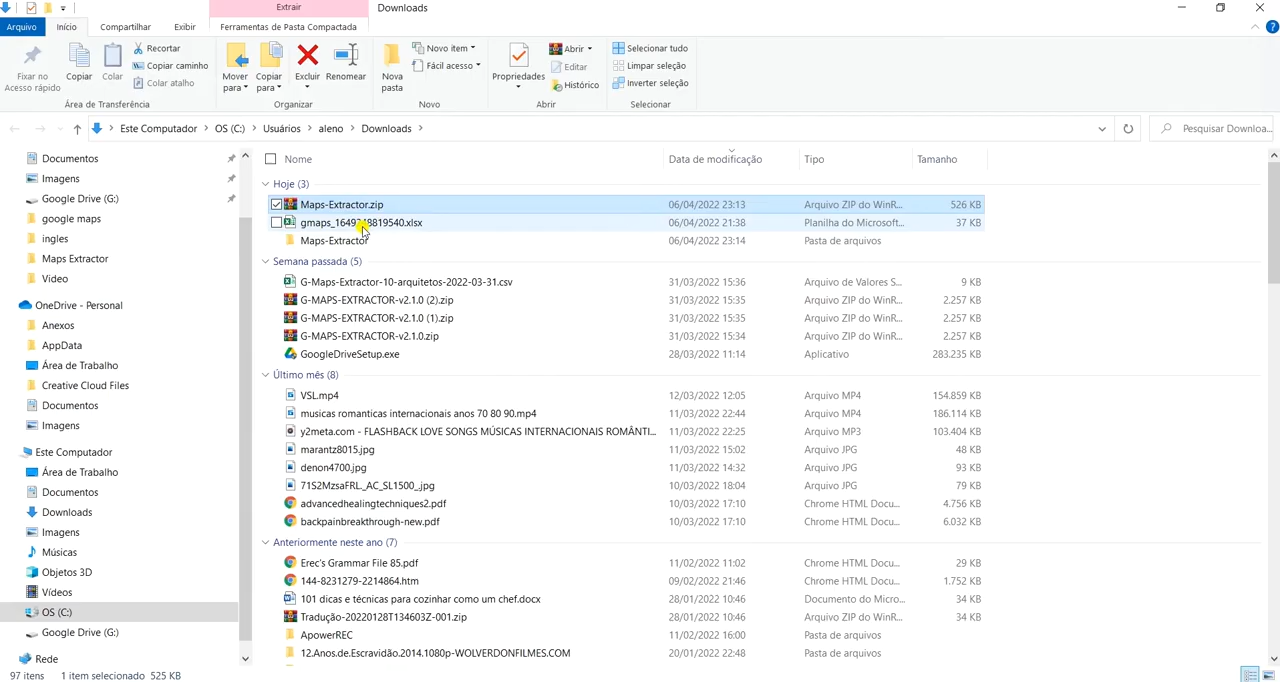 Extrair
Downloads
Arquivo
Início
Compartilhar
Exibir
Ferramentas de Pasta Compactada
Fixar no
Acesso rápido
Copiar
Colar
Recortar
Copiar caminho
Colar atalho
Área de Transferência
Mover
para
Copiar
para
Excluir
Renomear
Organizar
Nova
pasta
Novo item
Fácil acesso
Novo
Propriedades
Abrir
Editar
Histórico
Abrir
Selecionar tudo
Limpar seleção
Inverter seleção
Selecionar
Este Computador > OS (C:) > Usuários > aleno > Downloads >
Pesquisar Downloa...
Documentos
Imagens
Google Drive (G:)
google maps
ingles
Maps Extractor
Video
OneDrive - Personal
Anexos
AppData
Área de Trabalho
Creative Cloud Files
Documentos
Imagens
Este Computador
Área de Trabalho
Documentos
Downloads
Imagens
Músicas
Objetos 3D
Vídeos
OS (C:)
Google Drive (G:)
Rede
Nome Data de modificação Tipo Tamanho
Hoje (3)
Maps-Extractor.zip 06/04/2022 23:13 Arquivo ZIP do WinR... 526 KB
06/04/2022 21:38 Planilha do Microsoft... 37 KB
Maps-Extractor 06/04/2022 23:14 Pasta de arquivos
Semana passada (5)
G-Maps-Extractor-10-arquitetos-2022-03-31.csv 31/03/2022 15:36 Arquivo de Valores S... 9 KB
G-MAPS-EXTRACTOR-v2.1.0 (2).zip 31/03/2022 15:35 Arquivo ZIP do WinR... 2.257 KB
G-MAPS-EXTRACTOR-v2.1.0 (1).zip 31/03/2022 15:35 Arquivo ZIP do WinR... 2.257 KB
G-MAPS-EXTRACTOR-v2.1.0.zip 31/03/2022 15:34 Arquivo ZIP do WinR... 2.257 KB
GoogleDriveSetup.exe 28/03/2022 11:14 Aplicativo 283.235 KB
Último mês (8)
VSL.mp4 12/03/2022 12:05 Arquivo MP4 154.859 KB
musicas romanticas internacionais anos 70 80 90.mp4 11/03/2022 22:44 Arquivo MP4 186.114 KB
y2meta.com - FLASHBACK LOVE SONGS MÚSICAS INTERNACIONAIS ROMÂNTI... 11/03/2022 22:25 Arquivo MP3 103.404 KB
marantz8015.jpg 11/03/2022 15:02 Arquivo JPG 48 KB
denon4700.jpg 11/03/2022 14:32 Arquivo JPG 93 KB
71S2MzsaFRL._AC_SL1500_.jpg 10/03/2022 18:04 Arquivo JPG 79 KB
advancedhealingtechniques2.pdf 10/03/2022 17:10 Chrome HTML Docu... 4.756 KB
backpainbreakthrough-new.pdf 10/03/2022 17:10 Chrome HTML Docu... 6.032 KB
Anteriormente neste ano (7)
Erec's Grammar File 85.pdf 11/02/2022 11:02 Chrome HTML Docu... 29 KB
144-8231279-2214864.htm 09/02/2022 21:46 Chrome HTML Docu... 1.752 KB
101 dicas e técnicas para cozinhar como um chef.docx 28/01/2022 10:46 Documento do Micro... 34 KB
Tradução-20220128T134603Z-001.zip 28/01/2022 10:46 Arquivo ZIP do WinR... 34 KB
ApowerREC 11/02/2022 16:00 Pasta de arquivos
12.Anos.de.Escravidão.2014.1080p-WOLVERDONFILMES.COM 20/01/2022 22:48 Pasta de arquivos
97 itens 1 item selecionado 525 KB